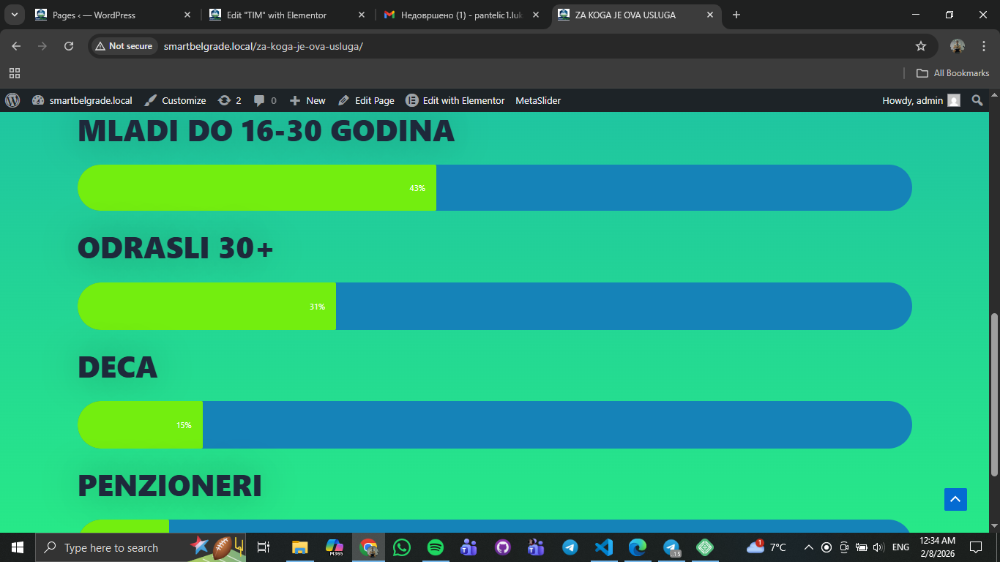 Pages ‹ — WordPress
Edit "TIM" with Elementor
Недовршено (1) - pantelic1.luk
ZA KOGA JE OVA USLUGA
Not secure
smartbelgrade.local/za-koga-je-ova-usluga/
All Bookmarks
smartbelgrade.local
Customize
2
0
New
Edit Page
Edit with Elementor
MetaSlider
Howdy, admin
MLADI DO 16-30 GODINA
43%
ODRASLI 30+
31%
DECA
15%
PENZIONERI
Type here to search
M365
15
1
7°C
ENG
12:34 AM
2/8/2026